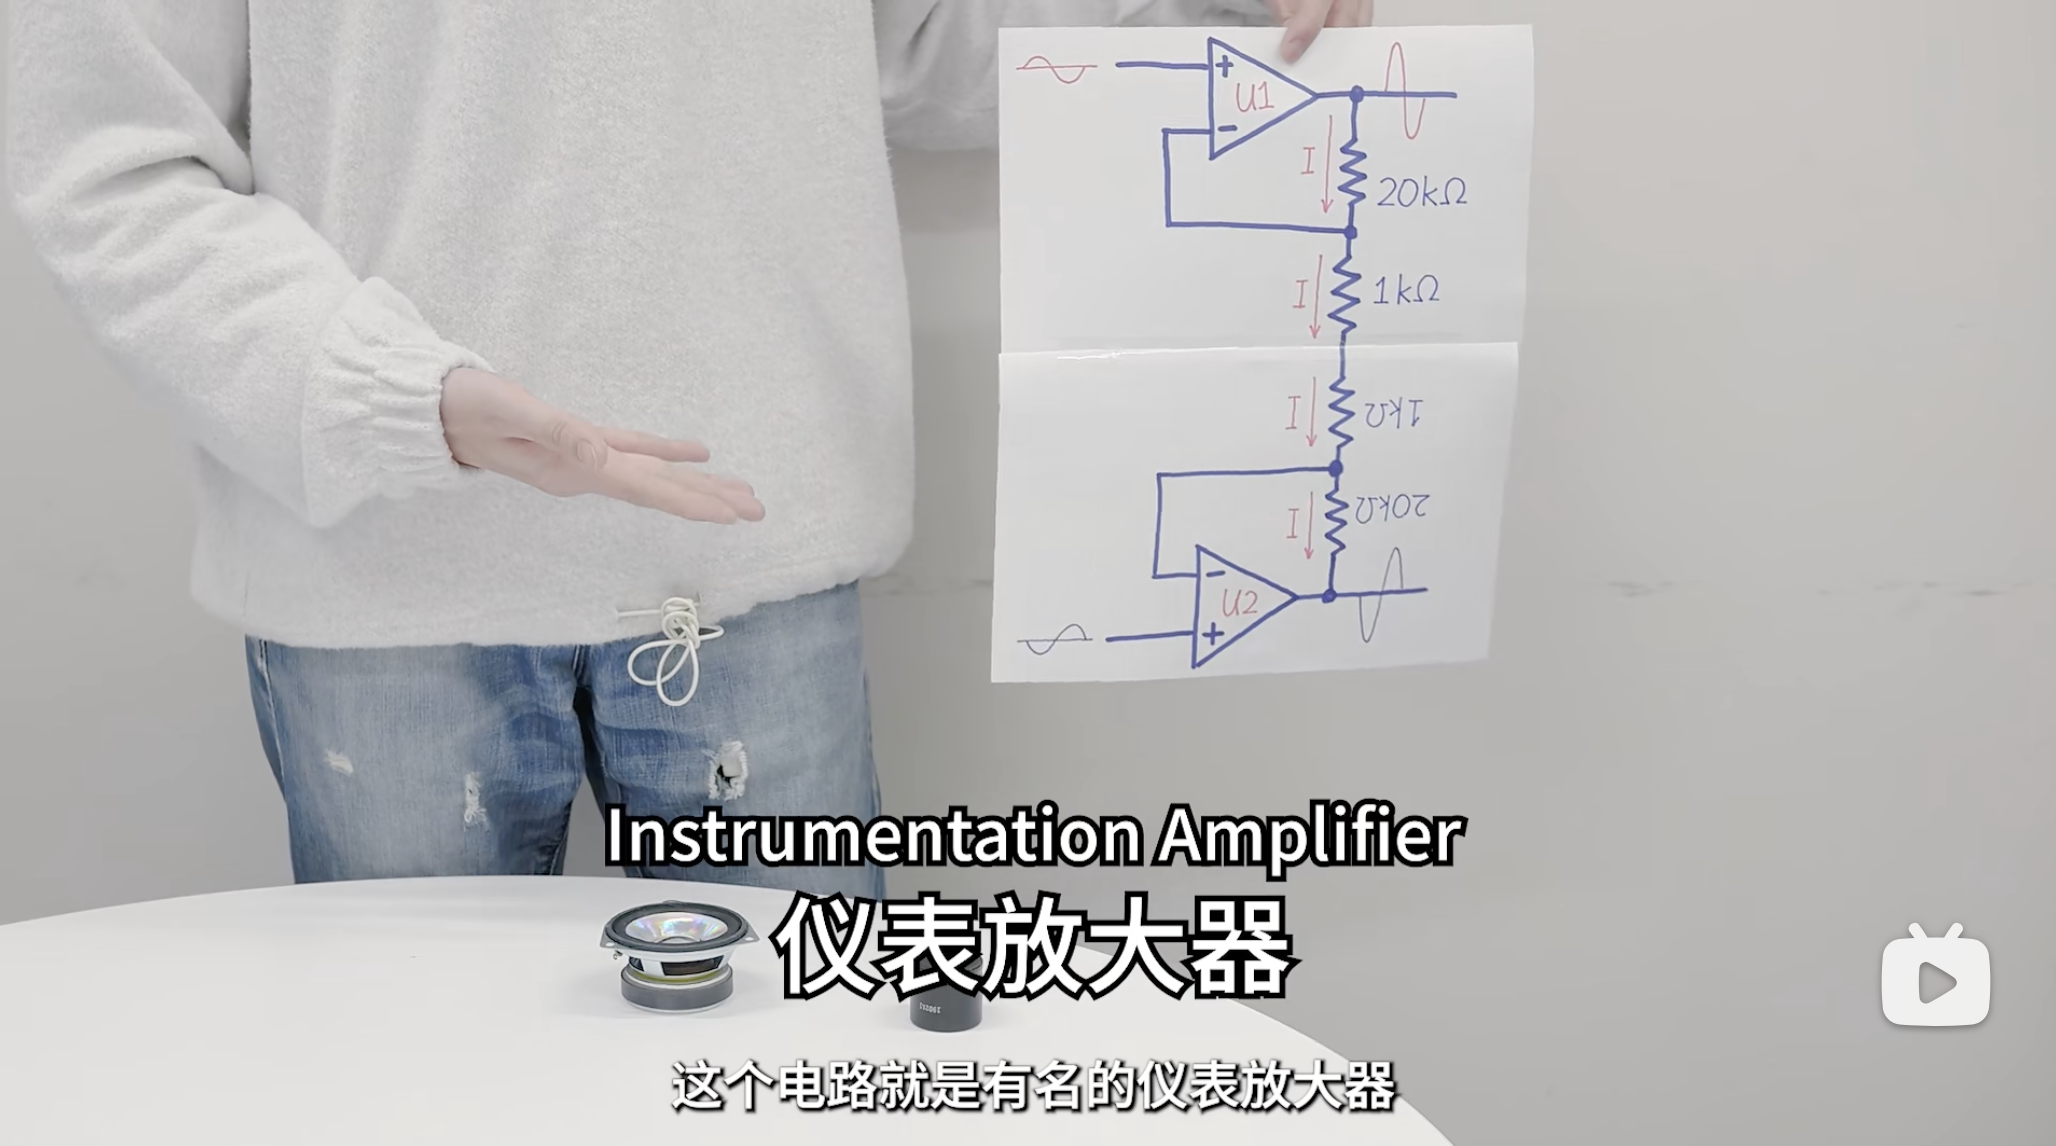 +
U1
-
I
20kΩ
I
1kΩ
I
1kΩ
I
20kΩ
-
U2
+
Instrumentation Amplifier
仪表放大器
190231
这个电路就是有名的仪表放大器